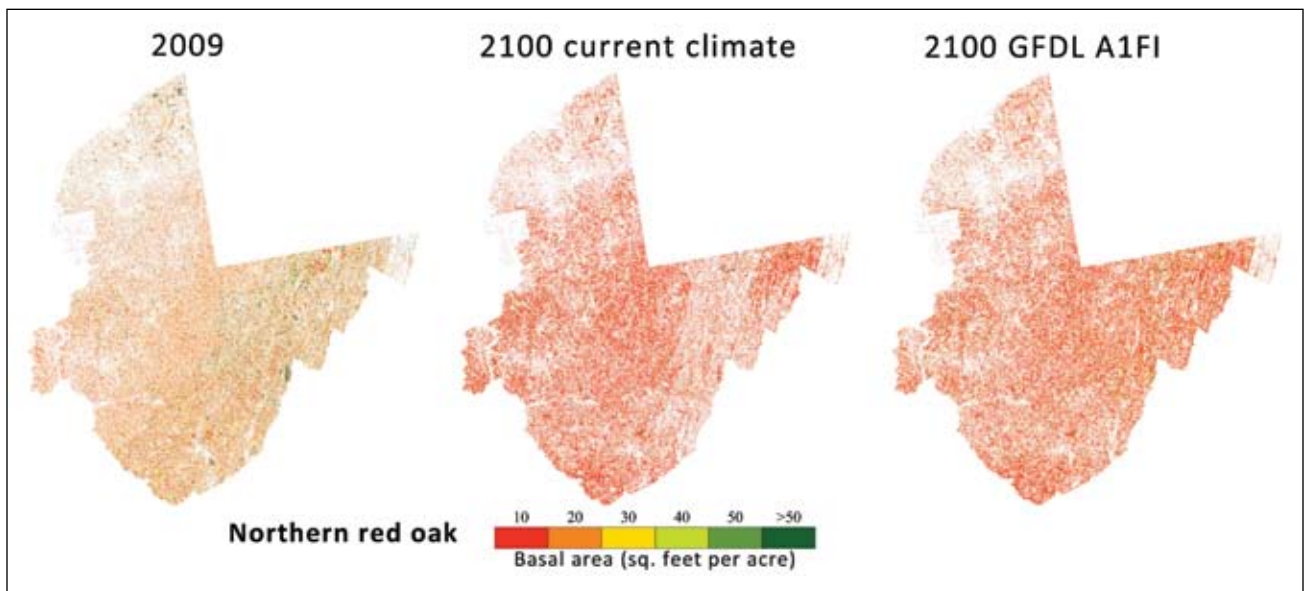 2009 2100 current climate 2100 GFDL A1FI
10 20 30 40 50 >50
Northern red oak
Basal area (sq. feet per acre)